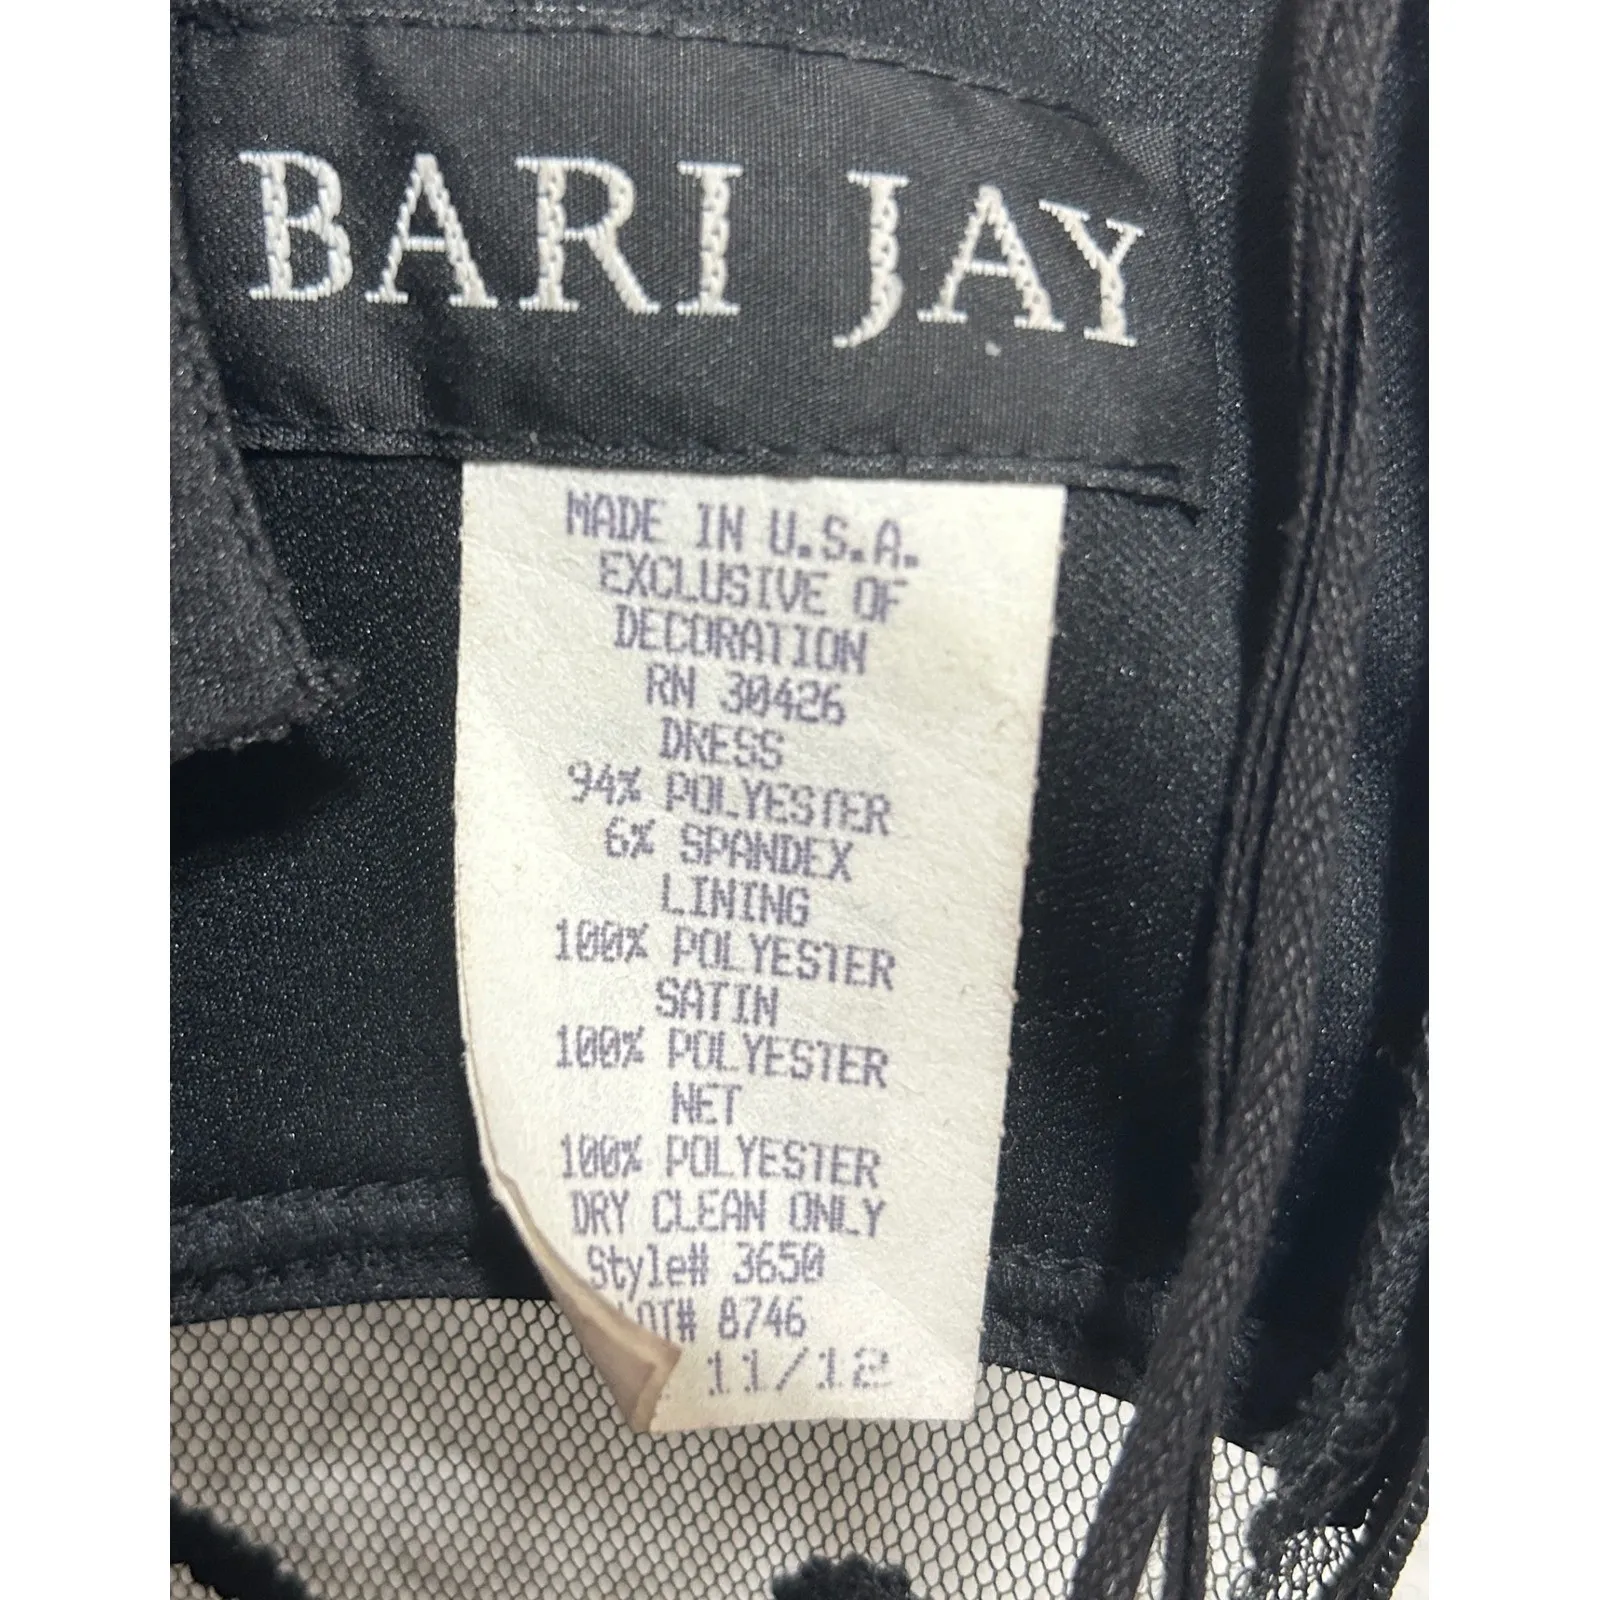 BARI JAY
MADE IN U.S.A.
EXCLUSIVE OF
DECORATION
RN 30426
DRESS
94% POLYESTER
6% SPANDEX
LINING
100% POLYESTER
SATIN
100% POLYESTER
NET
100% POLYESTER
DRY CLEAN ONLY
Style# 3650
LOT# 8746
11/12